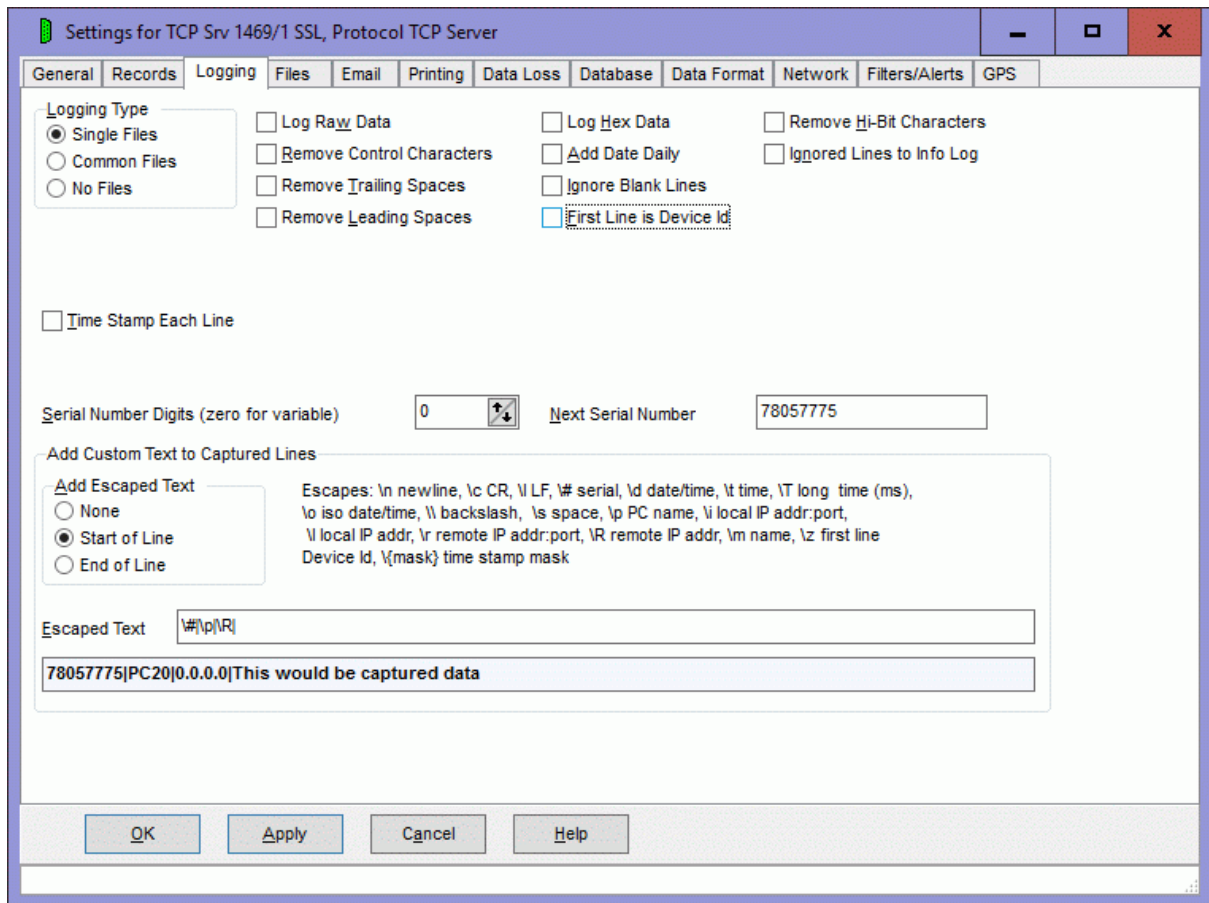 Settings for TCP Srv 1469/1 SSL, Protocol TCP Server
General Records Logging Files Email Printing Data Loss Database Data Format Network Filters/Alerts GPS
Logging Type
Single Files
Common Files
No Files
Log Raw Data
Remove Control Characters
Remove Trailing Spaces
Remove Leading Spaces
Log Hex Data
Add Date Daily
Ignore Blank Lines
First Line is Device Id
Remove Hi-Bit Characters
Ignored Lines to Info Log
Time Stamp Each Line
Serial Number Digits (zero for variable) 0 Next Serial Number 78057775
Add Custom Text to Captured Lines
Add Escaped Text
None
Start of Line
End of Line
Escapes: \n newline, \c CR, \l LF, \# serial, \d date/time, \t time, \T long time (ms),
\o iso date/time, \\ backslash, \s space, \p PC name, \i local IP addr:port,
\I local IP addr, \r remote IP addr:port, \R remote IP addr, \m name, \z first line
Device Id, \{mask} time stamp mask
Escaped Text \#|\p|\R|
78057775|PC20|0.0.0.0|This would be captured data
OK Apply Cancel Help